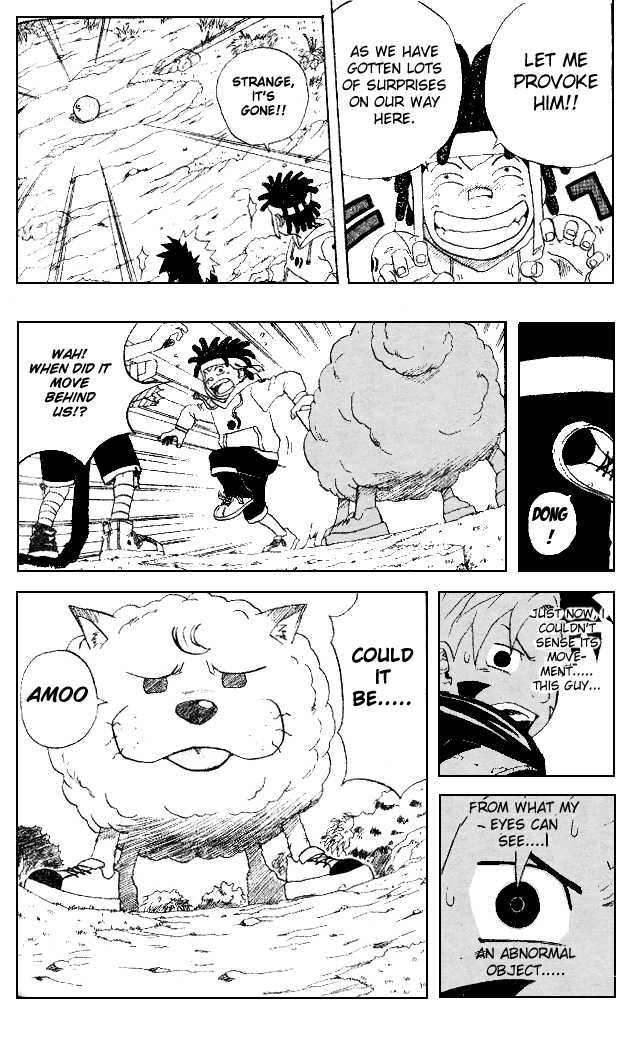 LET ME
PROVOKE
HIM!!
AS WE HAVE
GOTTEN LOTS
OF SURPRISES
ON OUR WAY
HERE.
STRANGE,
IT'S
GONE!!
DONG
!
WAH!
WHEN DID IT
MOVE
BEHIND
US!?
JUST NOW, I
COULDN'T
SENSE ITS
MOVE-
MENT.....
THIS GUY...
FROM WHAT MY
EYES CAN
SEE....
AN ABNORMAL
OBJECT.....
COULD
IT
BE.....
AMOO